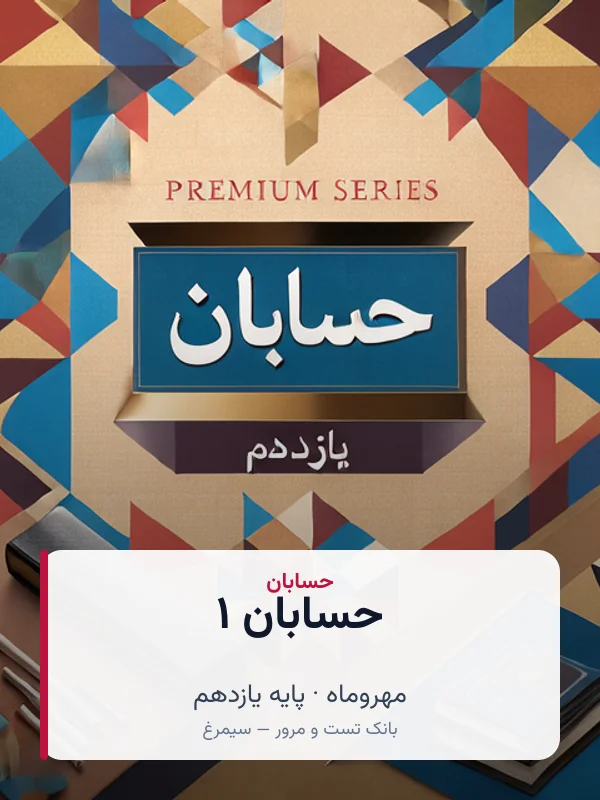 PREMIUM SERIES
حسابان
یازدهم
حسابان
حسابان ۱
مهروماه · پایه یازدهم
بانک تست و مرور — سیمرغ